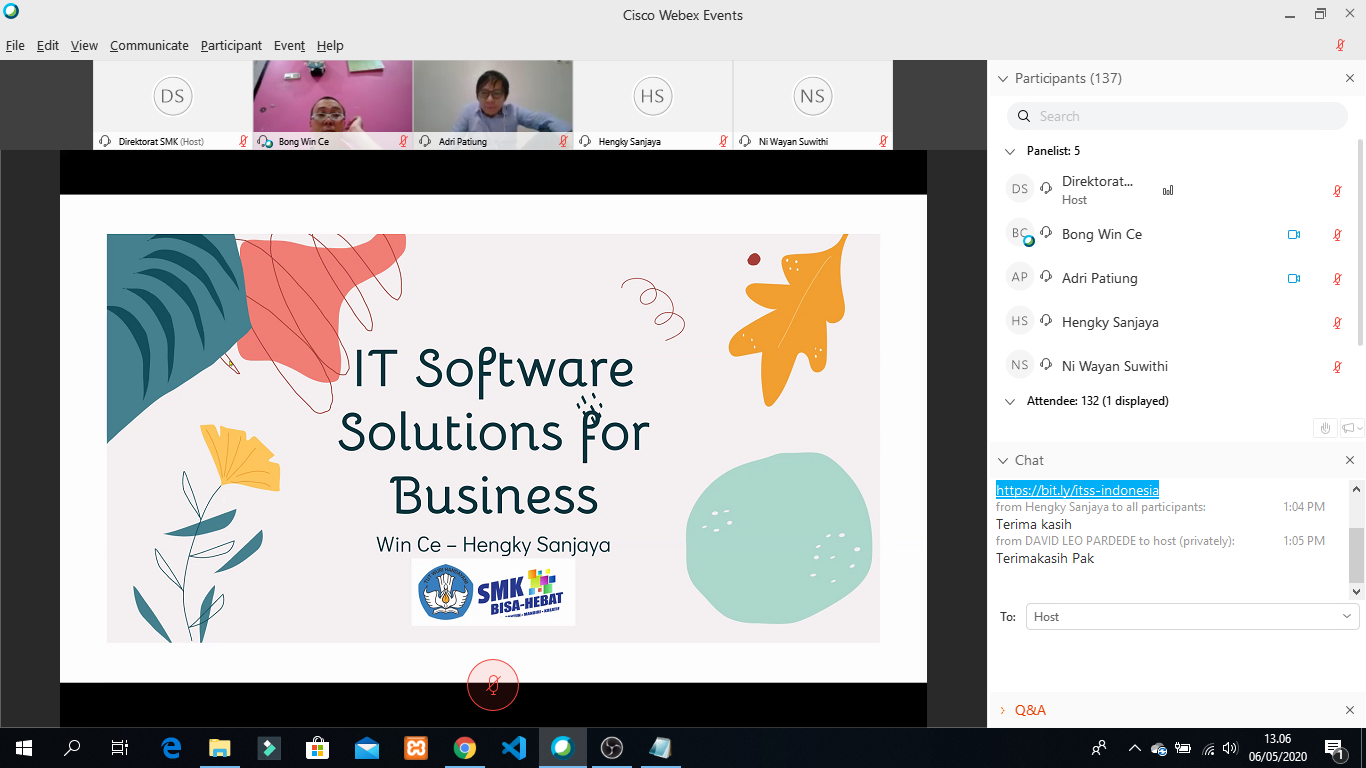 Cisco Webex Events
File Edit View Communicate Participant Event Help
DS
HS
NS
Direktorat SMK (Host)
Bong Win Ce
Adri Patiung
Hengky Sanjaya
Ni Wayan Suwithi
IT Software
Solutions for
Business
Win Ce – Hengky Sanjaya
TUT WURI HANDAYANI
SMK
BISA-HEBAT
Participants (137)
Search
Panelist: 5
DS
Direktorat...
Host
BC
Bong Win Ce
AP
Adri Patiung
HS
Hengky Sanjaya
NS
Ni Wayan Suwithi
Attendee: 132 (1 displayed)
Chat
https://bit.ly/itss-indonesia
from Hengky Sanjaya to all participants: 1:04 PM
Terima kasih
from DAVID LEO PARDEDE to host (privately): 1:05 PM
Terimakasih Pak
To: Host
Q&A
13.06
06/05/2020
1